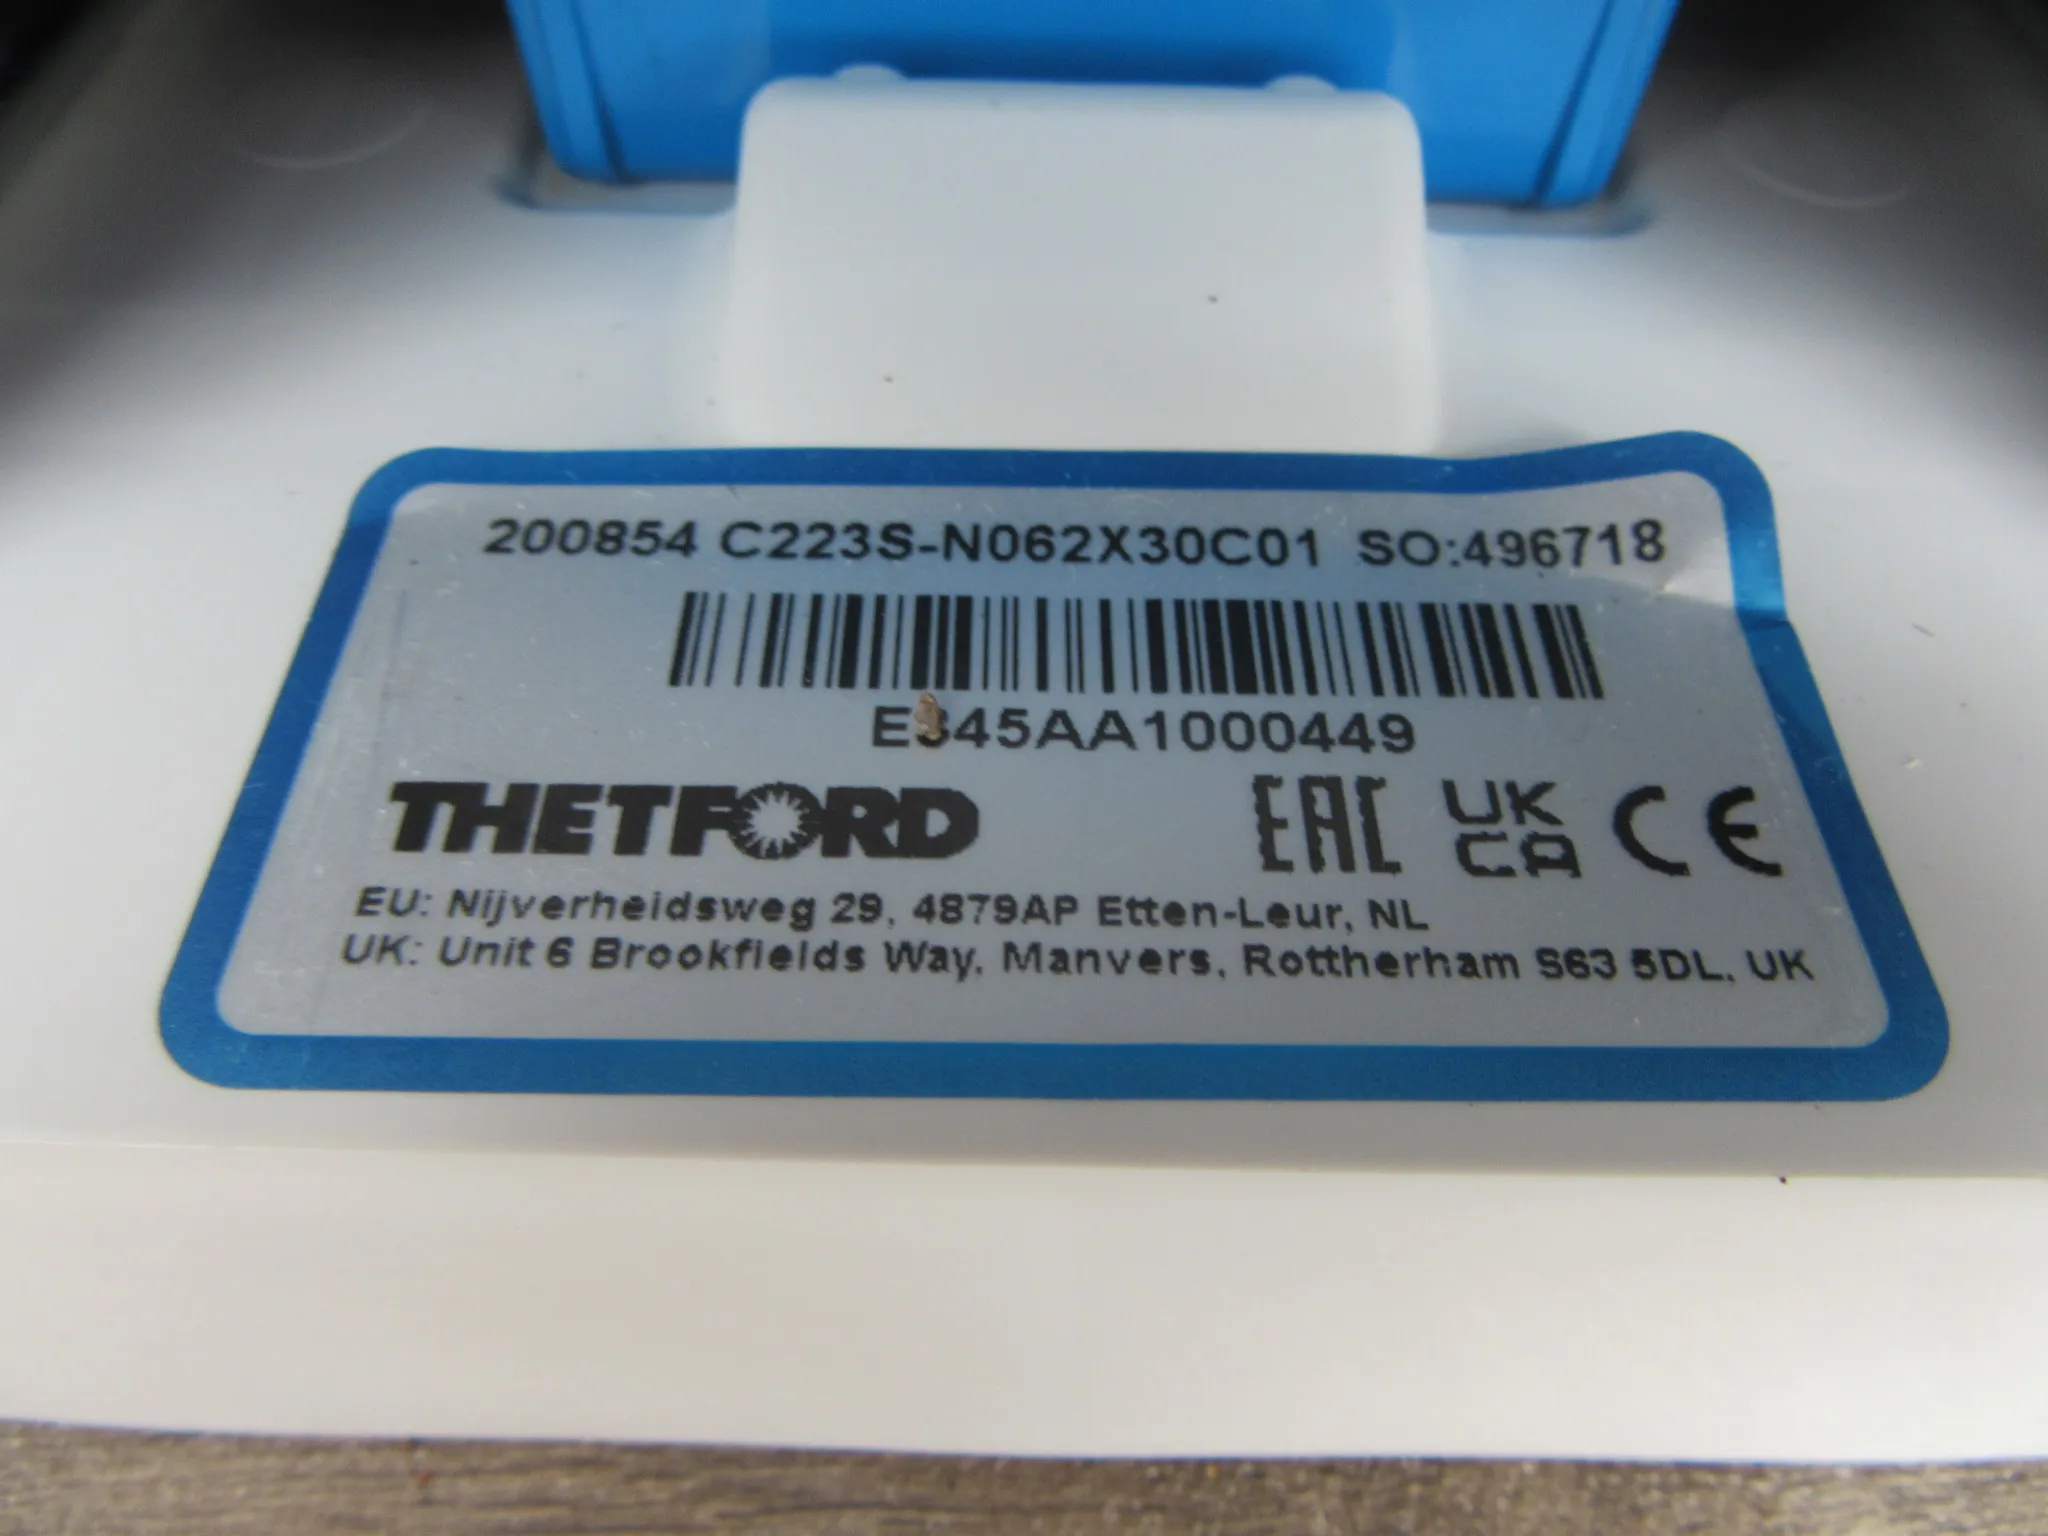 200854 C223S-N062X30C01 SO:496718
THETFORD
EAC UK CA CE
EU: Nijverheidsweg 29, 4879AP Etten-Leur, NL
UK: Unit 6 Brookfields Way, Manvers, Rottherham S63 5DL, UK